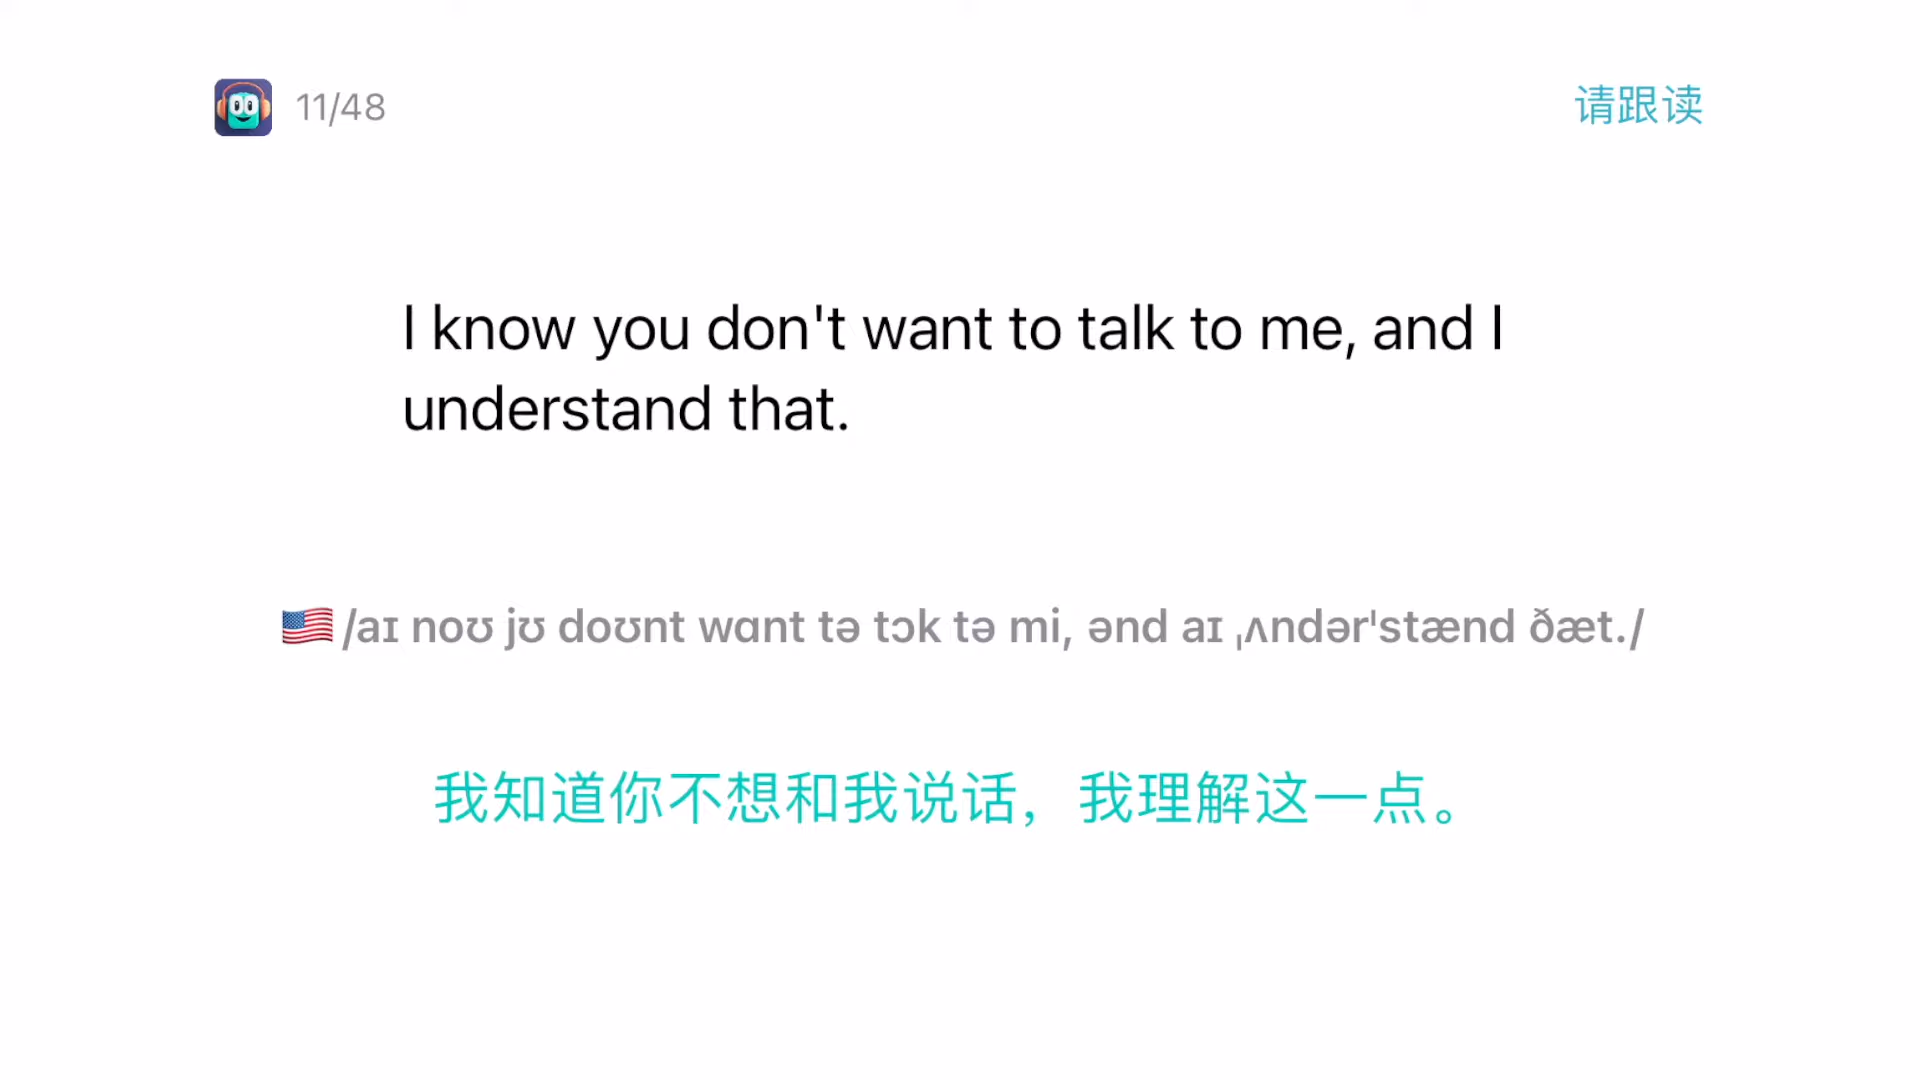 11/48
请跟读
I know you don't want to talk to me, and I
understand that.
/aɪ noʊ jʊ doʊnt wɑnt tə tɔk tə mi, ənd aɪ ˌʌndərˈstænd ðæt./
我知道你不想和我说话，我理解这一点。